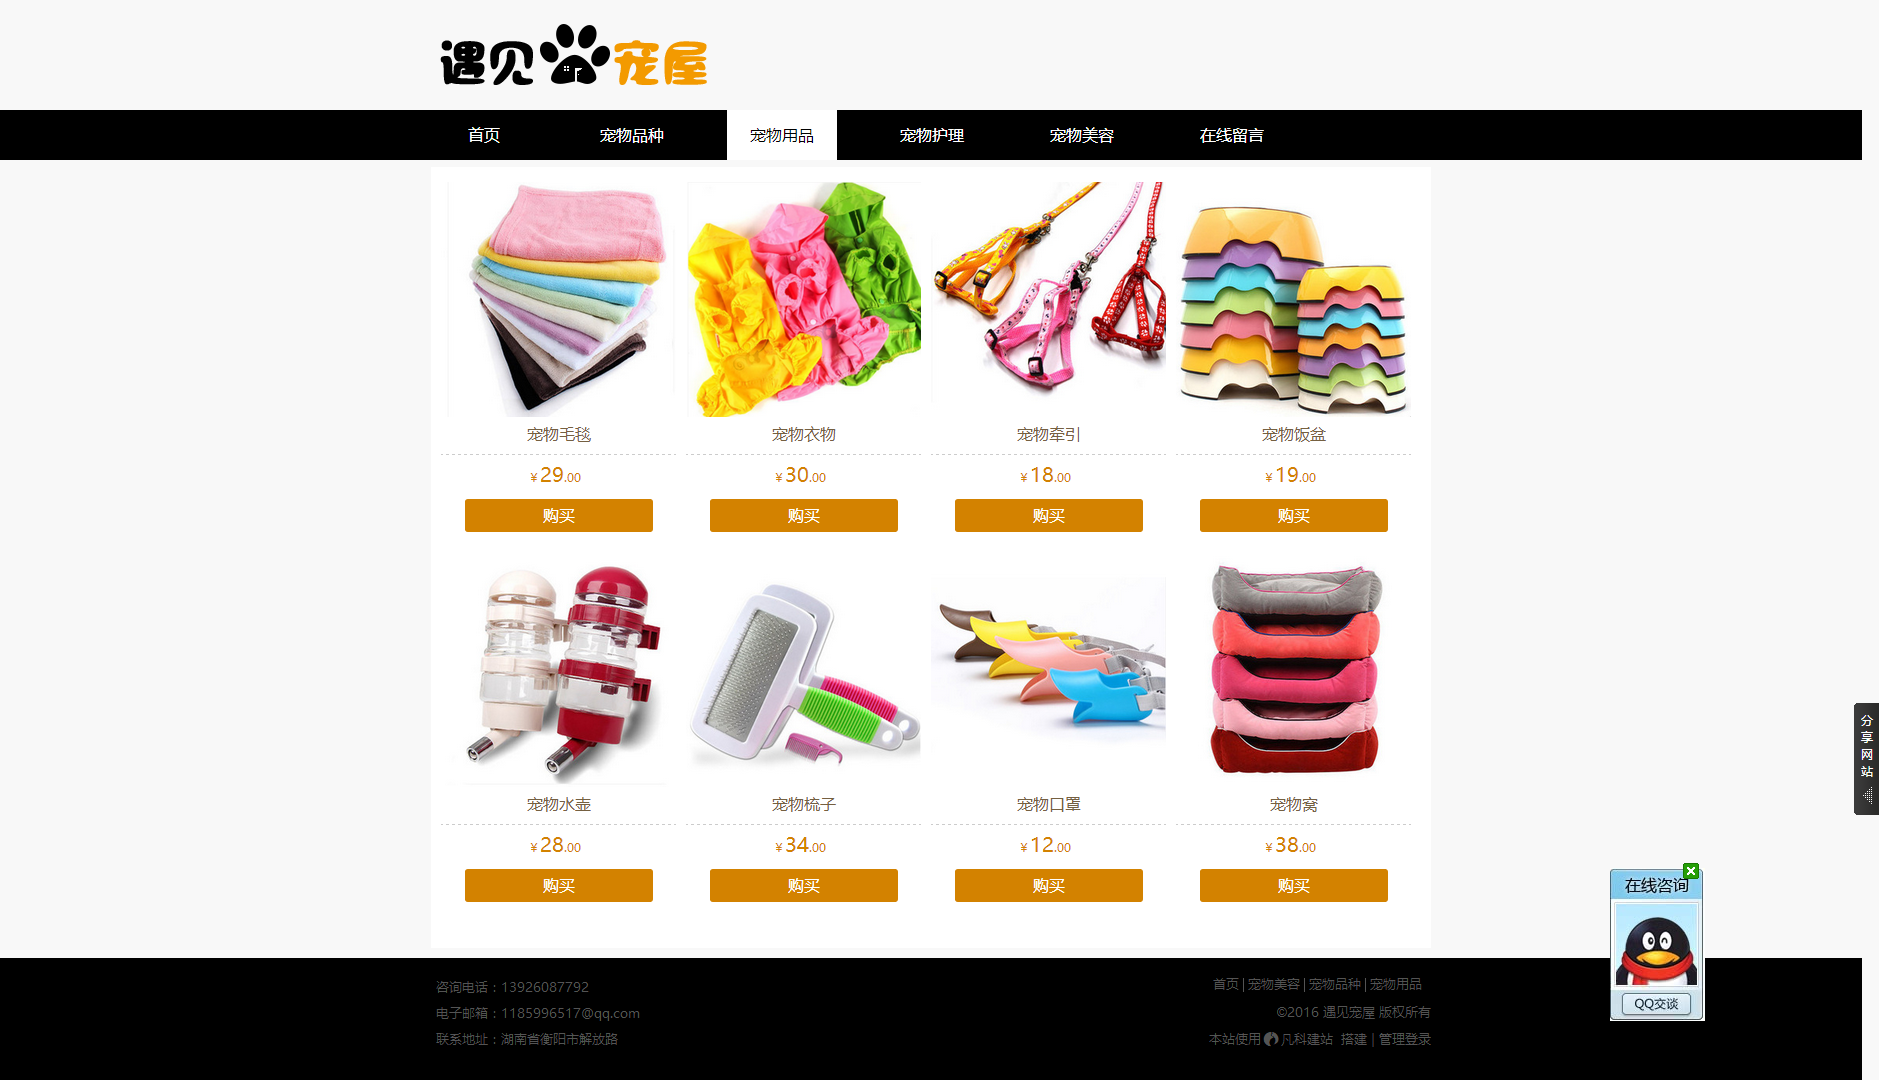 遇见宠屋
首页 宠物品种 宠物用品 宠物护理 宠物美容 在线留言
宠物毛毯 宠物衣物 宠物牵引 宠物饭盆
¥29.00 ¥30.00 ¥18.00 ¥19.00
购买 购买 购买 购买
宠物水壶 宠物梳子 宠物口罩 宠物窝
¥28.00 ¥34.00 ¥12.00 ¥38.00
购买 购买 购买 购买
分享网站
在线咨询
QQ交谈
咨询电话：13926087792
电子邮箱：1185996517@qq.com
联系地址：湖南省衡阳市解放路
首页 | 宠物美容 | 宠物品种 | 宠物用品
©2016 遇见宠屋 版权所有
本站使用 凡科建站 搭建 | 管理登录